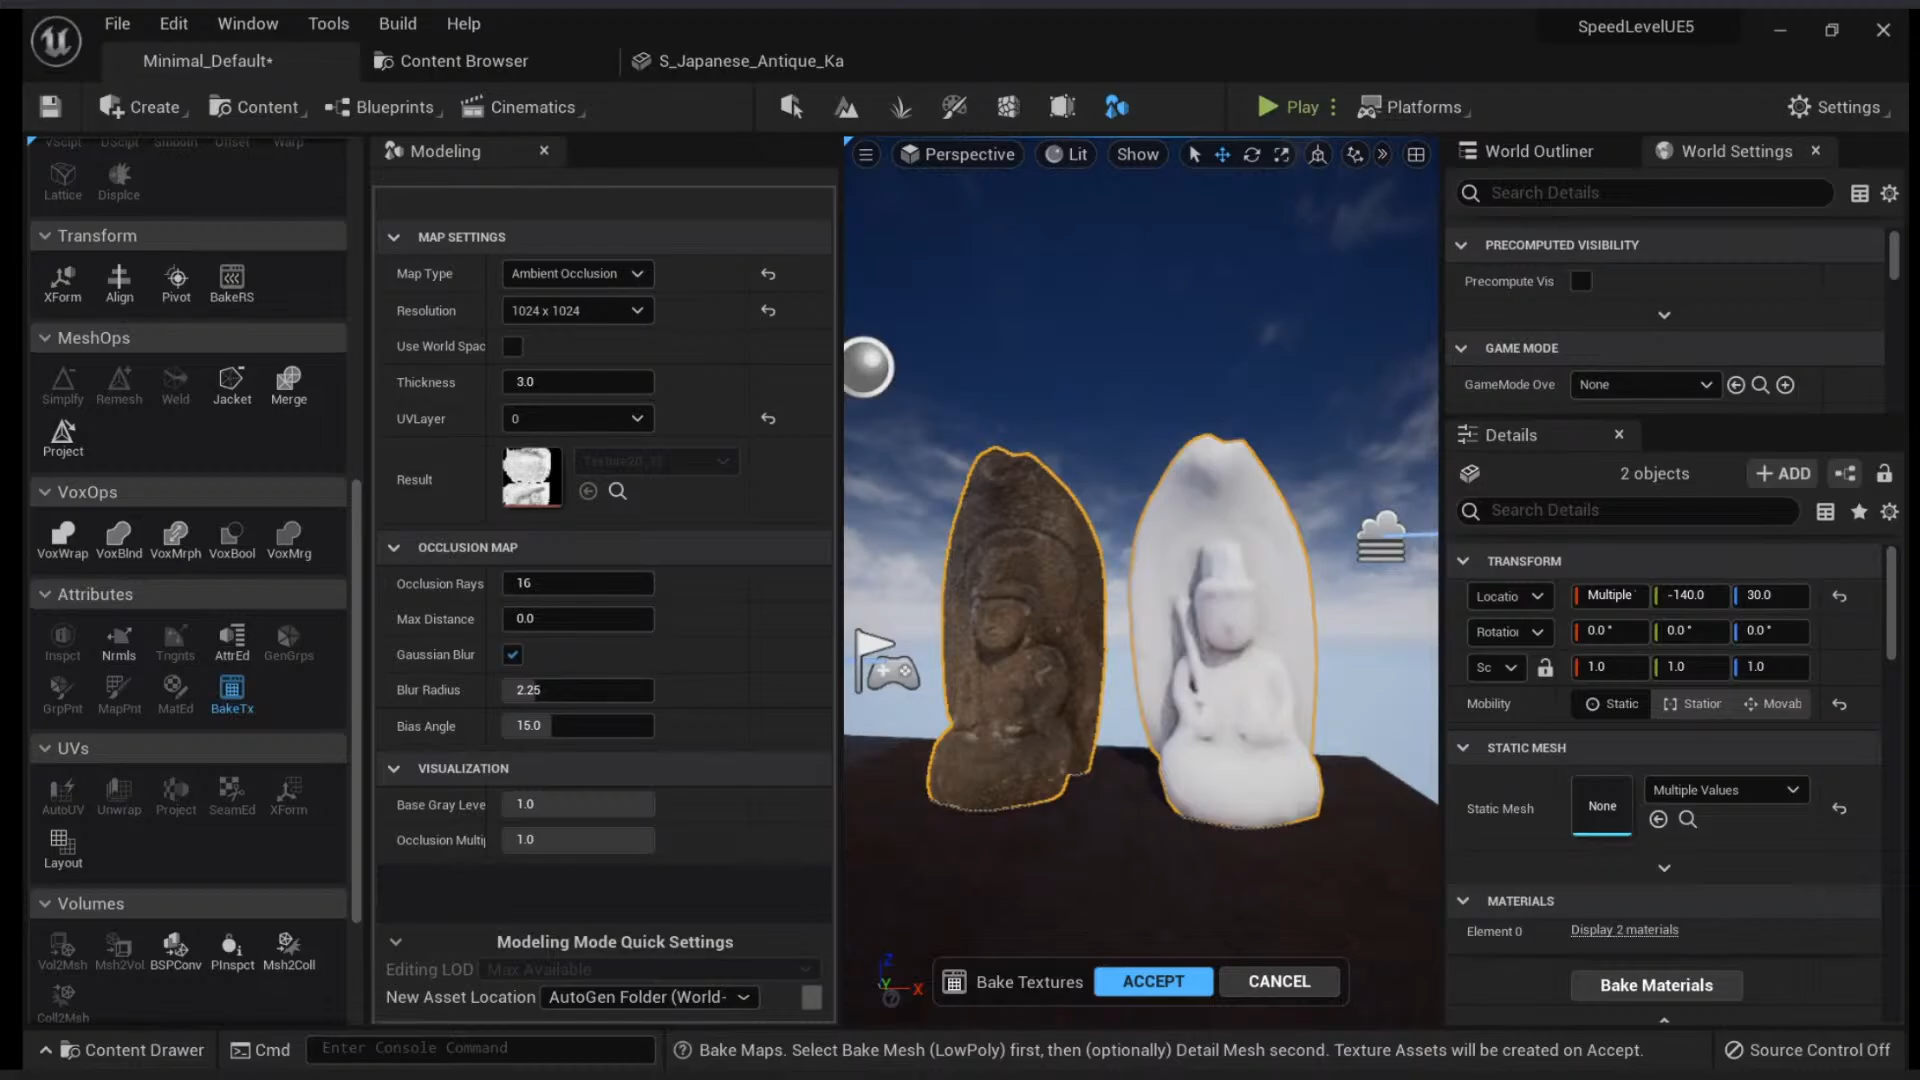 File Edit Window Tools Build Help
SpeedLevelUE5
Minimal_Default*
Content Browser
S_Japanese_Antique_Ka
Create
Content
Blueprints
Cinematics
Play
Platforms
Settings
VSclpt DSclpt Smooth Offset Warp
Lattice Displce
Transform
XForm Align Pivot BakeRS
MeshOps
Simplfy Remesh Weld Jacket Merge
Project
VoxOps
VoxWrap VoxBlnd VoxMrph VoxBool VoxMrg
Attributes
Inspct Nrmls Tngnts AttrEd GenGrps
GrpPnt MapPnt MatEd BakeTx
UVs
AutoUV Unwrap Project SeamEd XForm
Layout
Volumes
Vol2Msh Msh2Vol BSPConv PInspct Msh2Coll
Coll2Msh
Modeling
MAP SETTINGS
Map Type Ambient Occlusion
Resolution 1024 x 1024
Use World Spac
Thickness 3.0
UVLayer 0
Result
OCCLUSION MAP
Occlusion Rays 16
Max Distance 0.0
Gaussian Blur
Blur Radius 2.25
Bias Angle 15.0
VISUALIZATION
Base Gray Leve 1.0
Occlusion Multi 1.0
Modeling Mode Quick Settings
Editing LOD Max Available
New Asset Location AutoGen Folder (World-
Perspective
Lit
Show
Z
Y X
Bake Textures
ACCEPT
CANCEL
World Outliner
World Settings
Search Details
PRECOMPUTED VISIBILITY
Precompute Vis
GAME MODE
GameMode Ove None
Details
2 objects
ADD
Search Details
TRANSFORM
Locatio Multiple -140.0 30.0
Rotation 0.0° 0.0° 0.0°
Sc 1.0 1.0 1.0
Mobility Static Station Movab
STATIC MESH
Static Mesh None Multiple Values
MATERIALS
Element 0 Display 2 materials
Bake Materials
Content Drawer
Cmd
Enter Console Command
Bake Maps. Select Bake Mesh (LowPoly) first, then (optionally) Detail Mesh second. Texture Assets will be created on Accept.
Source Control Off